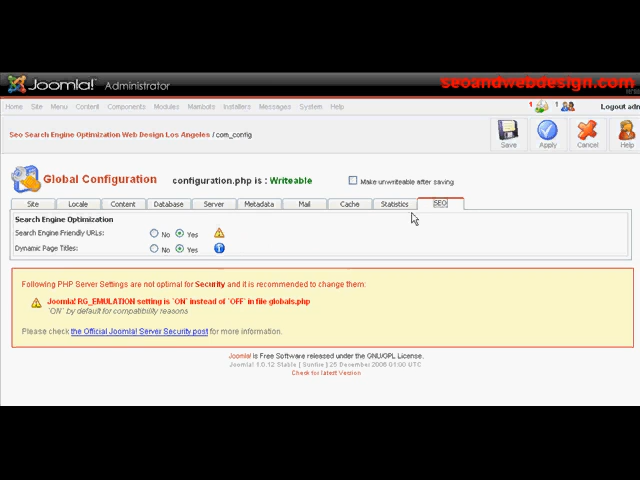 Joomla! Administrator
seoandwebdesign.com
Home Site Menu Content Components Modules Mambots Installers Messages System Help 1 1 Logout adm
Seo Search Engine Optimization Web Design Los Angeles / com_config
Save Apply Cancel Help
Global Configuration configuration.php is : Writeable Make unwriteable after saving
Site Locale Content Database Server Metadata Mail Cache Statistics SEO
Search Engine Optimization
Search Engine Friendly URLs: No Yes
Dynamic Page Titles: No Yes
Following PHP Server Settings are not optimal for Security and it is recommended to change them:
Joomla! RG_EMULATION setting is `ON` instead of `OFF` in file globals.php
`ON` by default for compatibility reasons
Please check the Official Joomla! Server Security post for more information.
Joomla! is Free Software released under the GNU/GPL License.
Joomla! 1.0.12 Stable [ Sunfire ] 25 December 2006 01:00 UTC
Check for latest Version